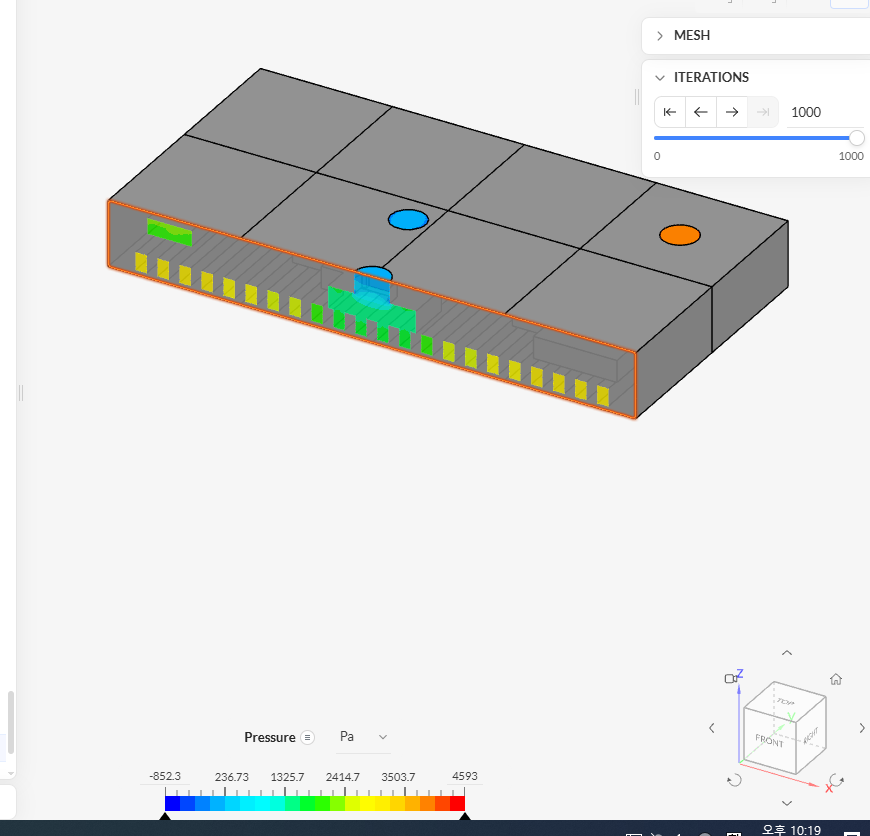 MESH
ITERATIONS
1000
0 1000
Z
TOP
Y
FRONT
RIGHT
X
Pressure Pa
-852.3 236.73 1325.7 2414.7 3503.7 4593
오후 10:19